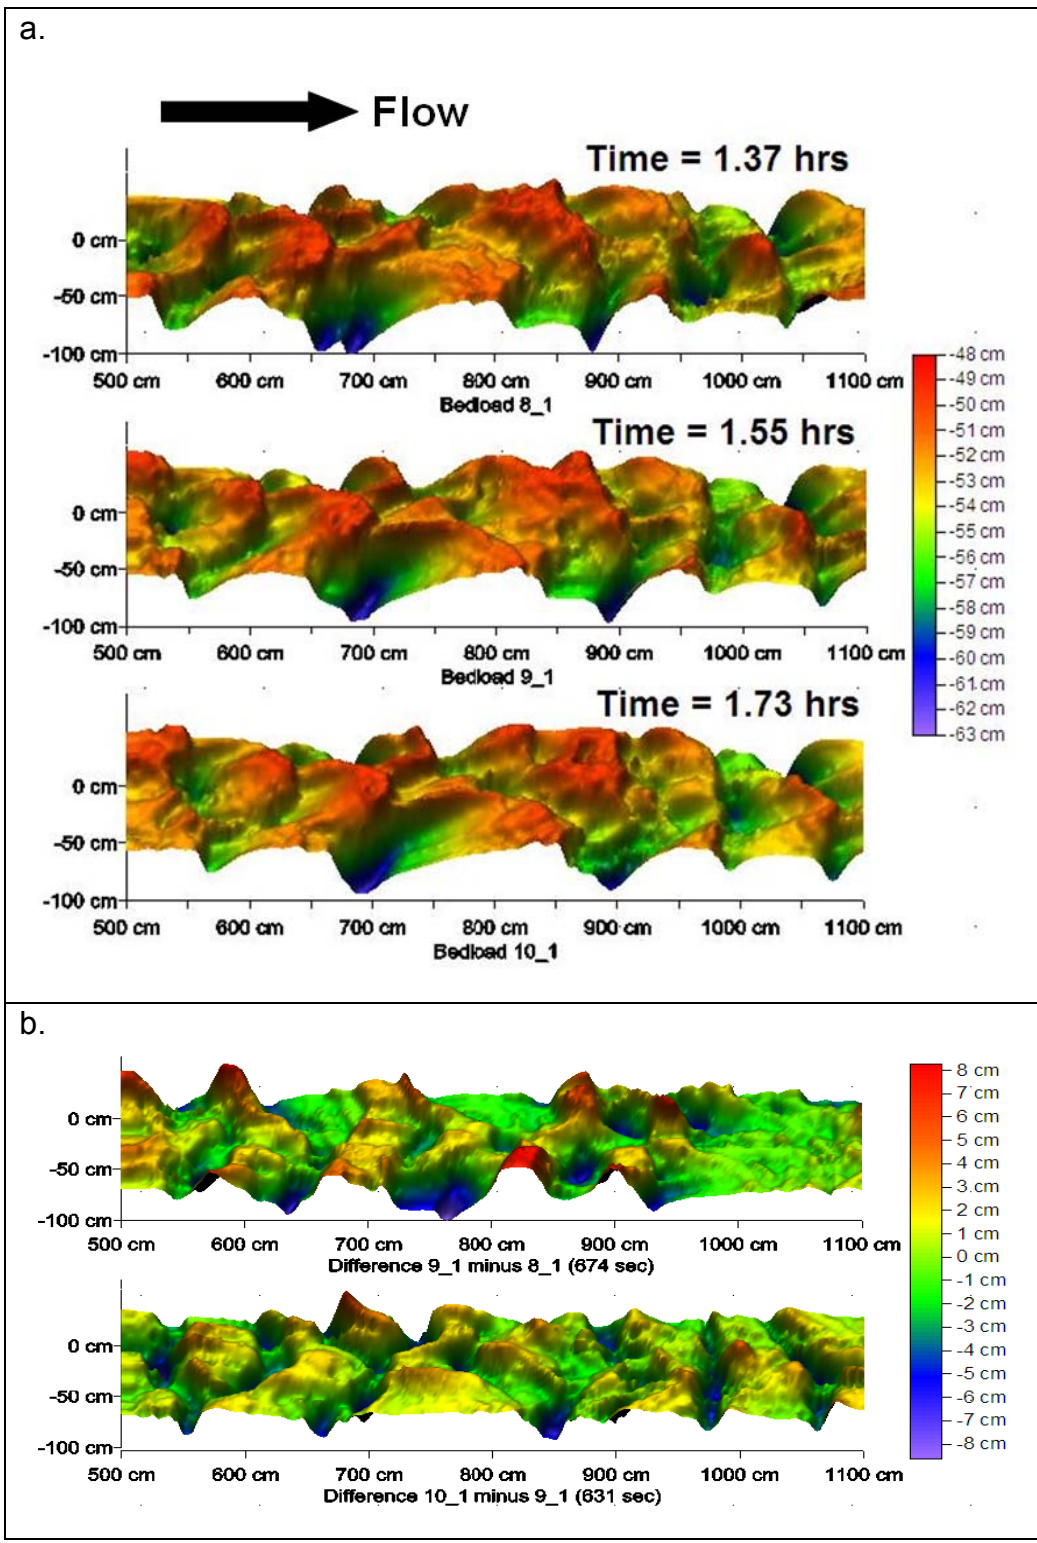 a.
Flow
Time = 1.37 hrs
0 cm
-50 cm
-100 cm
500 cm 600 cm 700 cm 800 cm 900 cm 1000 cm 1100 cm
Bedload 8_1
Time = 1.55 hrs
0 cm
-50 cm
-100 cm
500 cm 600 cm 700 cm 800 cm 900 cm 1000 cm 1100 cm
Bedload 9_1
Time = 1.73 hrs
0 cm
-50 cm
-100 cm
500 cm 600 cm 700 cm 800 cm 900 cm 1000 cm 1100 cm
Bedload 10_1
-48 cm
-49 cm
-50 cm
-51 cm
-52 cm
-53 cm
-54 cm
-55 cm
-56 cm
-57 cm
-58 cm
-59 cm
-60 cm
-61 cm
-62 cm
-63 cm
b.
0 cm
-50 cm
-100 cm
500 cm 600 cm 700 cm 800 cm 900 cm 1000 cm 1100 cm
Difference 9_1 minus 8_1 (674 sec)
0 cm
-50 cm
-100 cm
500 cm 600 cm 700 cm 800 cm 900 cm 1000 cm 1100 cm
Difference 10_1 minus 9_1 (631 sec)
8 cm
7 cm
6 cm
5 cm
4 cm
3 cm
2 cm
1 cm
0 cm
-1 cm
-2 cm
-3 cm
-4 cm
-5 cm
-6 cm
-7 cm
-8 cm